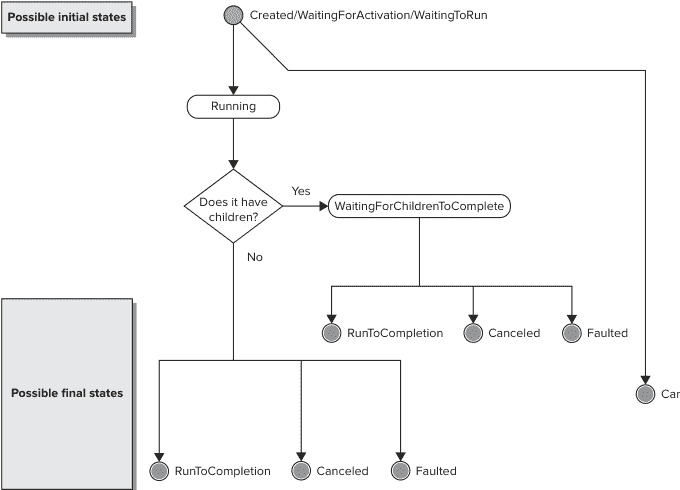 Possible initial states
Created/WaitingForActivation/WaitingToRun
Running
Does it have
children?
Yes
WaitingForChildrenToComplete
No
RunToCompletion
Canceled
Faulted
Possible final states
Car
RunToCompletion
Canceled
Faulted